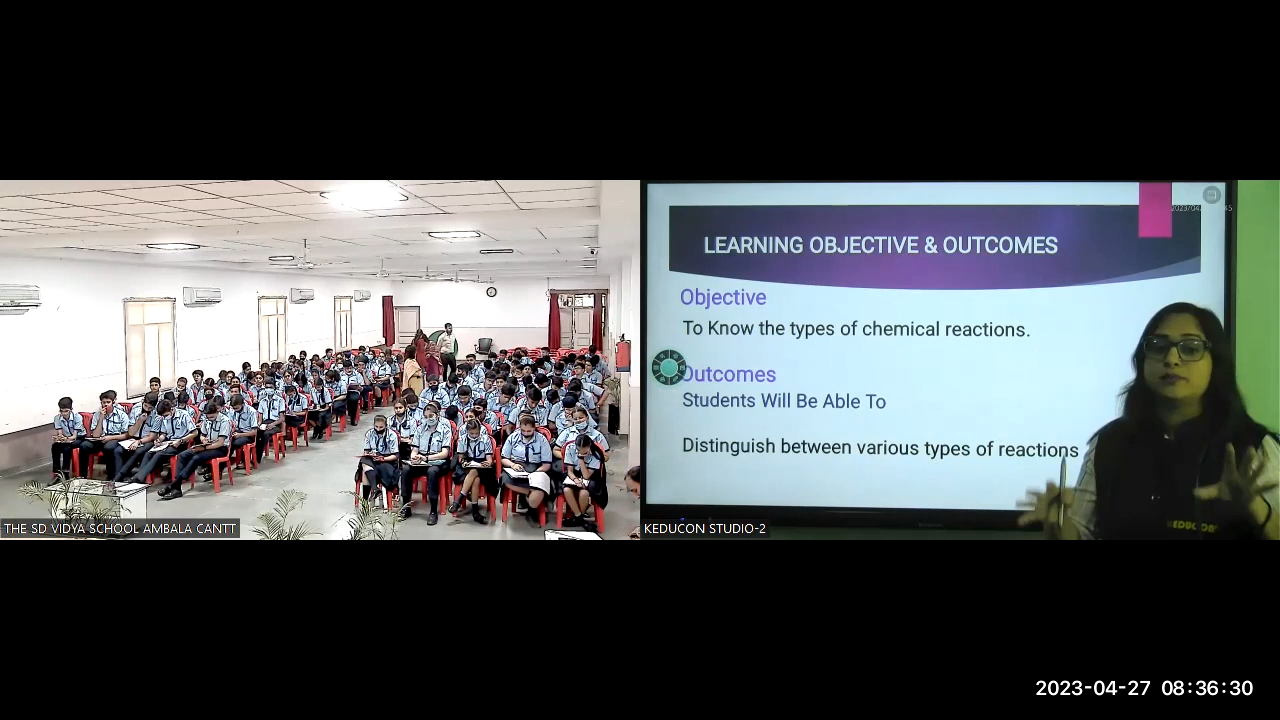 LEARNING OBJECTIVE & OUTCOMES
Objective
To Know the types of chemical reactions.
Outcomes
Students Will Be Able To
Distinguish between various types of reactions
THE SD VIDYA SCHOOL AMBALA CANTT
KEDUCON STUDIO-2
2023-04-27 08:36:30